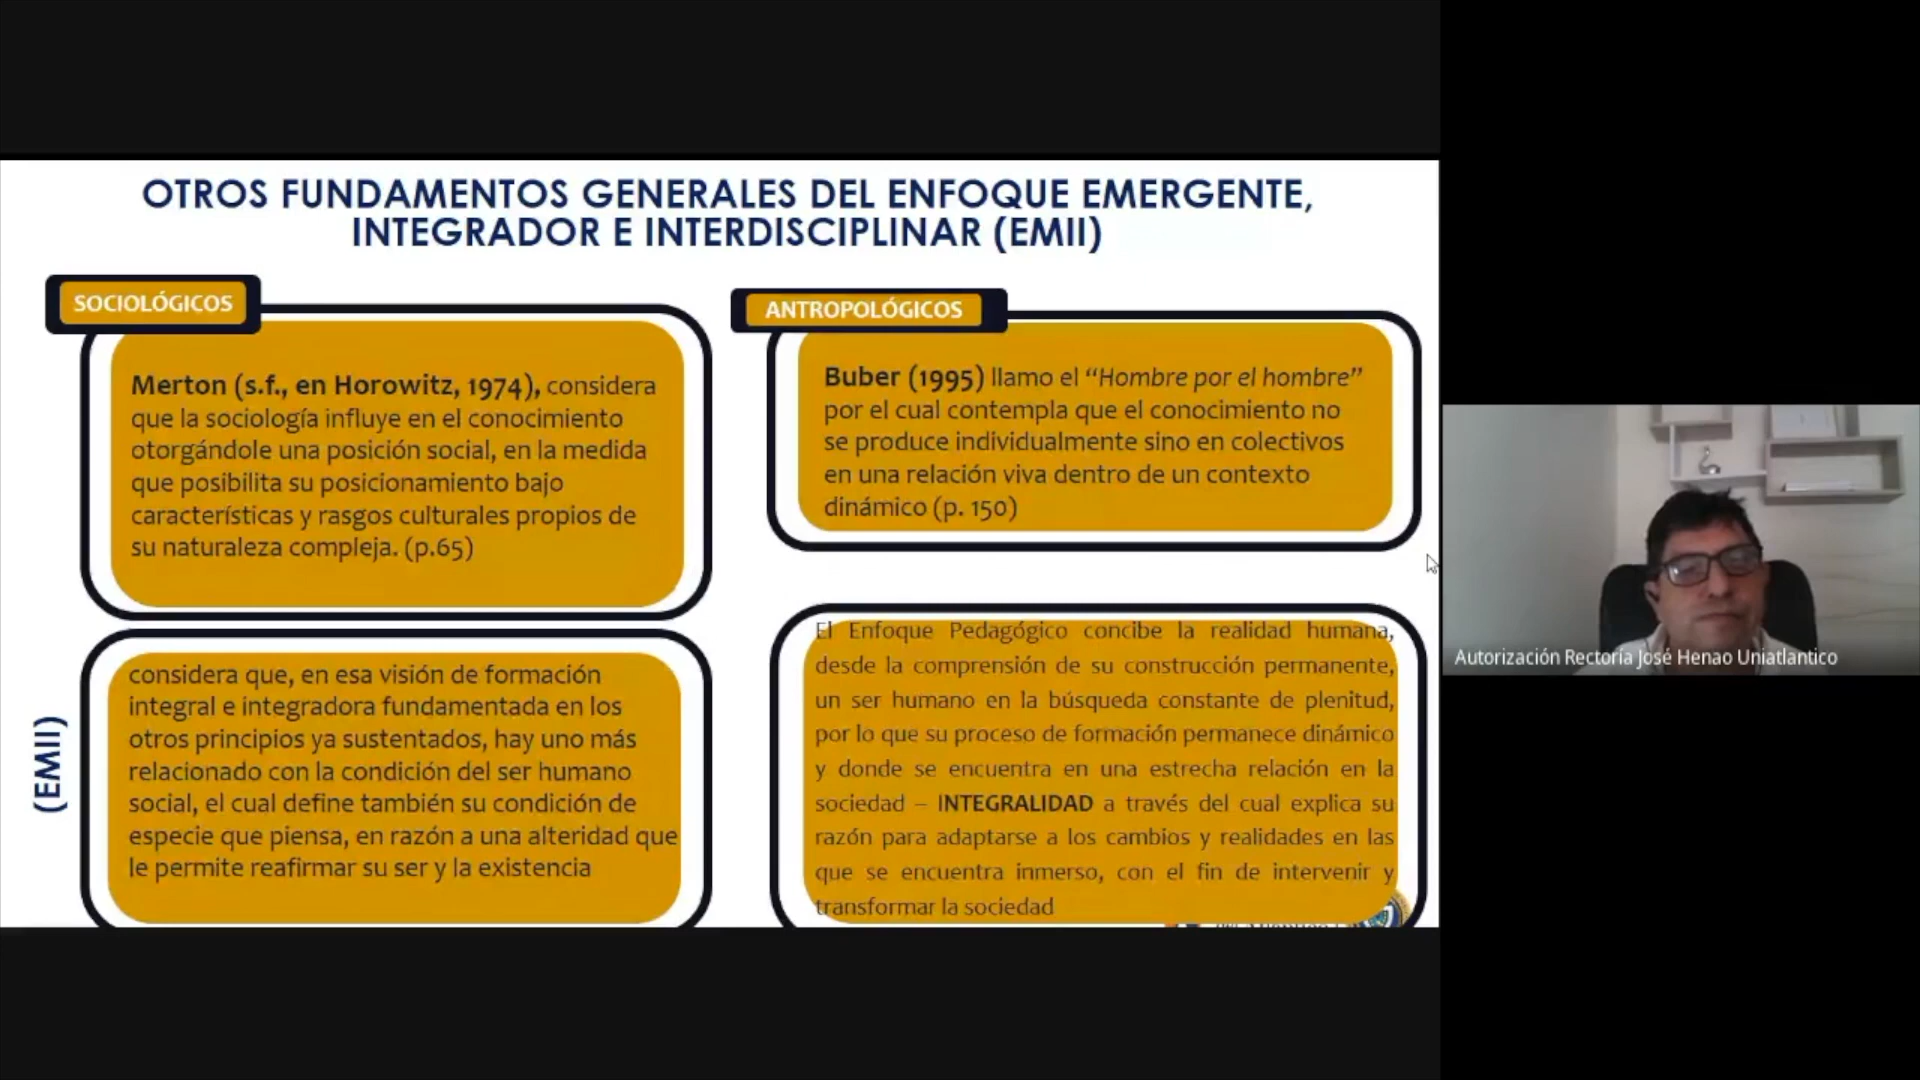 OTROS FUNDAMENTOS GENERALES DEL ENFOQUE EMERGENTE,
INTEGRADOR E INTERDISCIPLINAR (EMII)
SOCIOLÓGICOS
Merton (s.f., en Horowitz, 1974), considera
que la sociología influye en el conocimiento
otorgándole una posición social, en la medida
que posibilita su posicionamiento bajo
características y rasgos culturales propios de
su naturaleza compleja. (p.65)
ANTROPOLÓGICOS
Buber (1995) llamo el “Hombre por el hombre”
por el cual contempla que el conocimiento no
se produce individualmente sino en colectivos
en una relación viva dentro de un contexto
dinámico (p. 150)
(EMII)
considera que, en esa visión de formación
integral e integradora fundamentada en los
otros principios ya sustentados, hay uno más
relacionado con la condición del ser humano
social, el cual define también su condición de
especie que piensa, en razón a una alteridad que
le permite reafirmar su ser y la existencia
El Enfoque Pedagógico concibe la realidad humana,
desde la comprensión de su construcción permanente,
un ser humano en la búsqueda constante de plenitud,
por lo que su proceso de formación permanece dinámico
y donde se encuentra en una estrecha relación en la
sociedad – INTEGRALIDAD a través del cual explica su
razón para adaptarse a los cambios y realidades en las
que se encuentra inmerso, con el fin de intervenir y
transformar la sociedad
Autorización Rectoría José Henao Uniatlantico